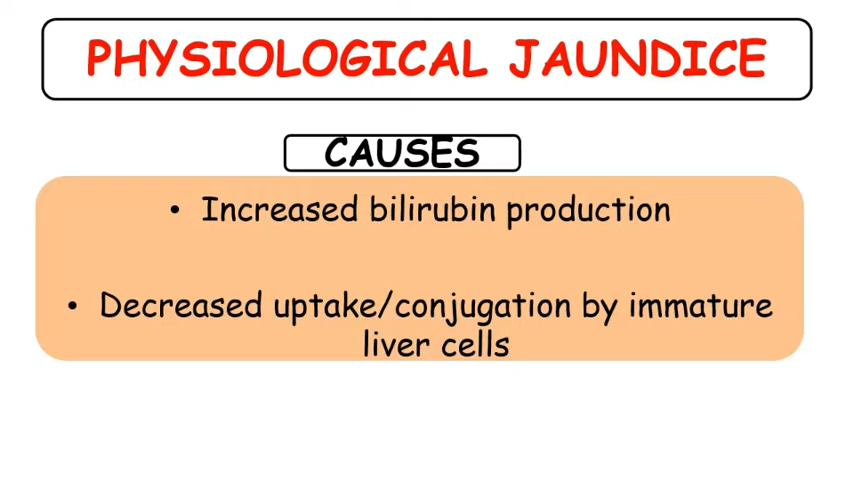 PHYSIOLOGICAL JAUNDICE
CAUSES
• Increased bilirubin production
• Decreased uptake/conjugation by immature
liver cells